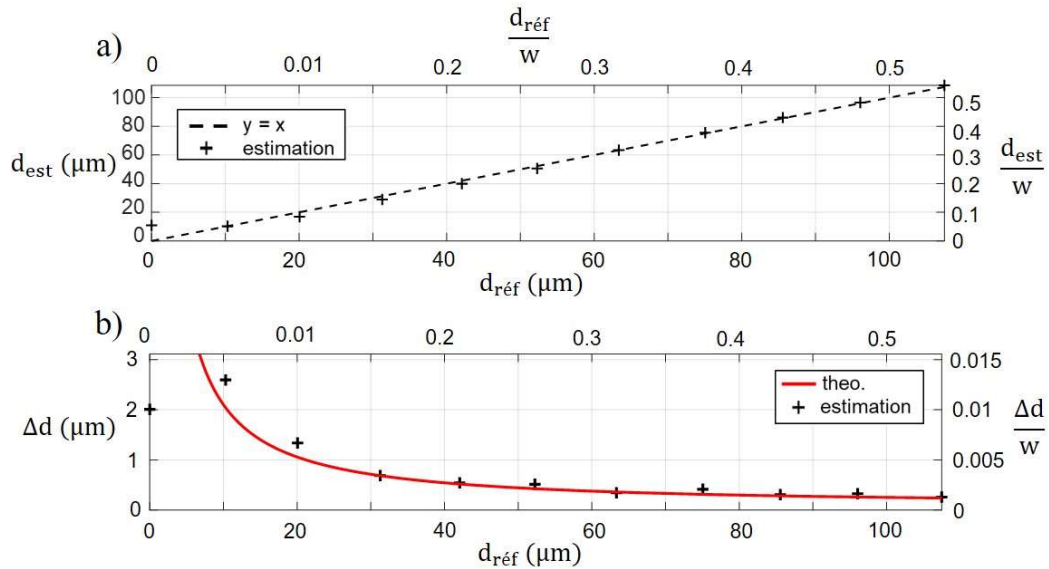 d_réf
w
a)
0 0.01 0.2 0.3 0.4 0.5
100
80
60
40
20
0
d_est (μm)
y = x
estimation
0.5
0.4
0.3
0.2
0.1
0
d_est
w
0 20 40 60 80 100
d_réf (μm)
b)
0 0.01 0.2 0.3 0.4 0.5
3
2
1
0
Δd (μm)
theo.
estimation
0.015
0.01
0.005
0
Δd
w
0 20 40 60 80 100
d_réf (μm)